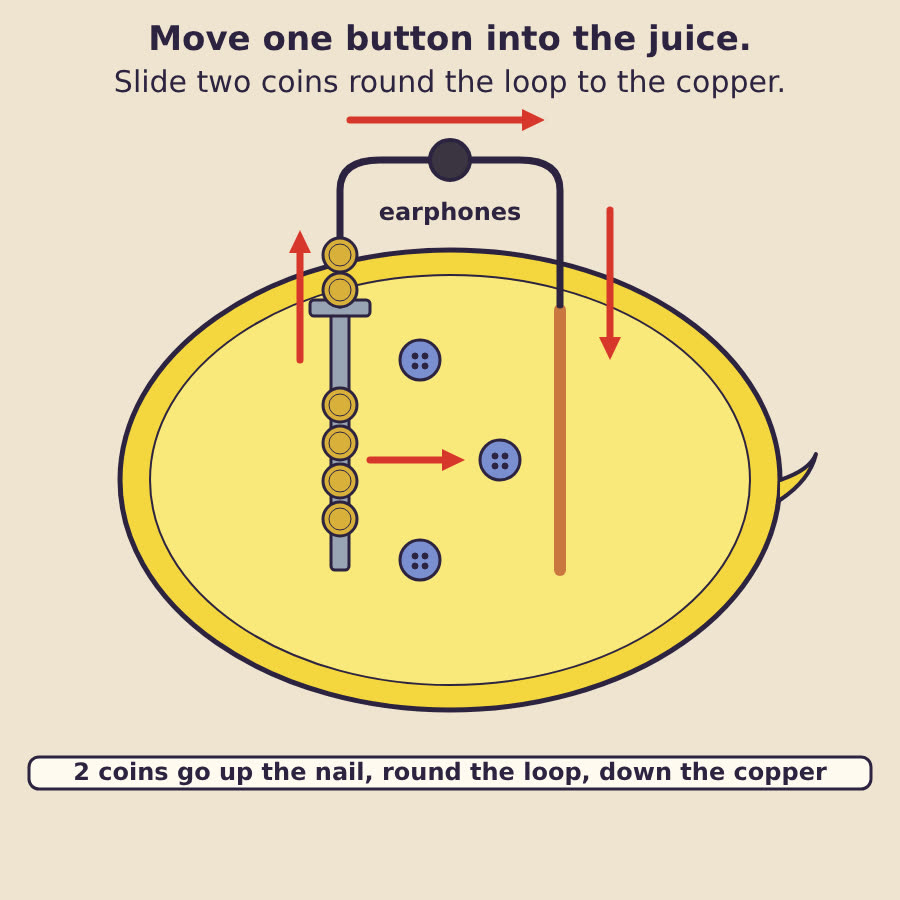 Move one button into the juice.
Slide two coins round the loop to the copper.
earphones
2 coins go up the nail, round the loop, down the copper